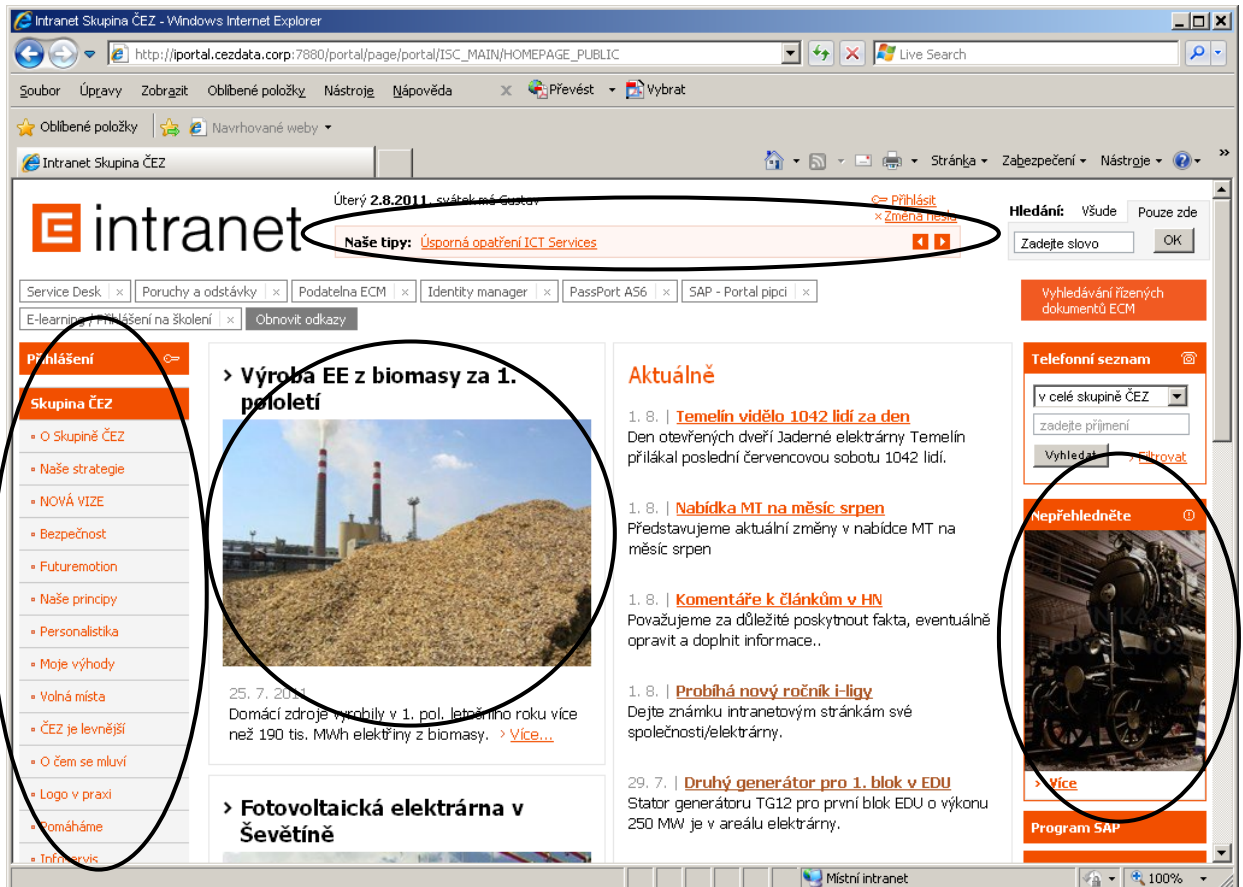 Intranet Skupina ČEZ - Windows Internet Explorer
http://iportal.cezdata.corp:7880/portal/page/portal/ISC_MAIN/HOMEPAGE_PUBLIC
Live Search
Soubor Úpravy Zobrazit Oblíbené položky Nástroje Nápověda x Převést Vybrat
Oblíbené položky Navrhované weby
Intranet Skupina ČEZ
Stránka Zabezpečení Nástroje »
intranet
Úterý 2.8.2011, svátek má Gustav
Přihlásit
× Změna hesla
Naše tipy: Úsporná opatření ICT Services
Hledání: Všude Pouze zde
Zadejte slovo OK
Service Desk × Poruchy a odstávky × Podatelna ECM × Identity manager × PassPort AS6 × SAP - Portal pipci ×
E-learning / Přihlášení na školení × Obnovit odkazy
Vyhledávání řízených
dokumentů ECM
Přihlášení
Skupina ČEZ
O Skupině ČEZ
Naše strategie
NOVÁ VIZE
Bezpečnost
Futuremotion
Naše principy
Personalistika
Moje výhody
Volná místa
ČEZ je levnější
O čem se mluví
Logo v praxi
Pomáháme
Infoservis
› Výroba EE z biomasy za 1.
pololetí
25. 7. 2011
Domácí zdroje vyrobily v 1. pol. letošního roku více
než 190 tis. MWh elektřiny z biomasy. › Více...
› Fotovoltaická elektrárna v
Ševětíně
Aktuálně
1. 8. | Temelín vidělo 1042 lidí za den
Den otevřených dveří Jaderné elektrárny Temelín
přilákal poslední červencovou sobotu 1042 lidí.
1. 8. | Nabídka MT na měsíc srpen
Představujeme aktuální změny v nabídce MT na
měsíc srpen
1. 8. | Komentáře k článkům v HN
Považujeme za důležité poskytnout fakta, eventuálně
opravit a doplnit informace..
1. 8. | Probíhá nový ročník i-ligy
Dejte známku intranetovým stránkám své
společnosti/elektrárny.
29. 7. | Druhý generátor pro 1. blok v EDU
Stator generátoru TG12 pro první blok EDU o výkonu
250 MW je v areálu elektrárny.
Telefonní seznam
v celé skupině ČEZ
zadejte příjmení
Vyhledat › Filtrovat
Nepřehledněte
› Více
Program SAP
Místní intranet
100%